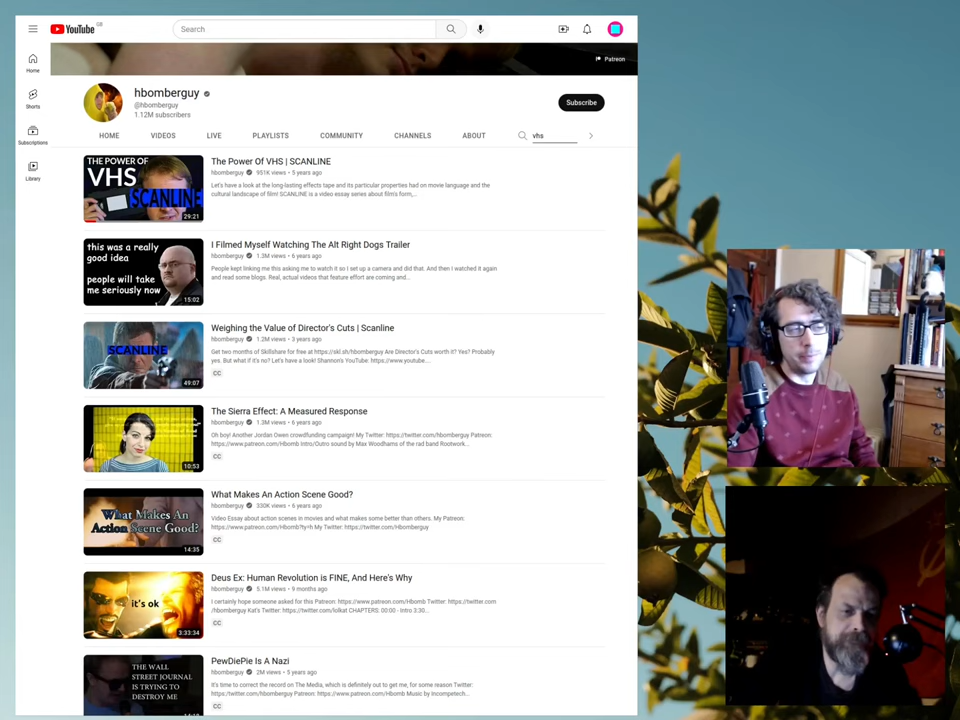 YouTube GB
Search
Home
Shorts
Subscriptions
Library
Patreon
hbomberguy
@hbomberguy
1.12M subscribers
Subscribe
HOME VIDEOS LIVE PLAYLISTS COMMUNITY CHANNELS ABOUT vhs
THE POWER OF
VHS
SCANLINE
29:21
The Power Of VHS | SCANLINE
hbomberguy 951K views • 5 years ago
Let's have a look at the long-lasting effects tape and its particular properties had on movie language and the
cultural landscape of film! SCANLINE is a video essay series about film's form,...
this was a really
good idea
people will take
me seriously now
15:02
I Filmed Myself Watching The Alt Right Dogs Trailer
hbomberguy 1.3M views • 6 years ago
People kept linking me this asking me to watch it so I set up a camera and did that. And then I watched it again
and read some blogs. Real, actual videos that feature effort are coming and...
SCANLINE
49:07
Weighing the Value of Director's Cuts | Scanline
hbomberguy 1.2M views • 3 years ago
Get two months of Skillshare for free at https://skl.sh/hbomberguy Are Director's Cuts worth it? Yes? Probably
yes. But what if it's no? Let's have a look! Shannon's YouTube: https://www.youtube....
CC
10:53
The Sierra Effect: A Measured Response
hbomberguy 1.3M views • 6 years ago
Oh boy! Another Jordan Owen crowdfunding campaign! My Twitter: https://twitter.com/hbomberguy Patreon:
https://www.patreon.com/Hbomb Intro/Outro sound by Max Woodhams of the rad band Rootwork...
CC
What Makes An
Action Scene Good?
14:35
What Makes An Action Scene Good?
hbomberguy 330K views • 6 years ago
Video Essay about action scenes in movies and what makes some better than others. My Patreon:
https://www.patreon.com/Hbomb?ty=h My Twitter: https://twitter.com/Hbomberguy
CC
it's ok
3:33:34
Deus Ex: Human Revolution is FINE, And Here's Why
hbomberguy 5.1M views • 9 months ago
I certainly hope someone asked for this Patreon: https://www.patreon.com/Hbomb Twitter: https://twitter.com
/hbomberguy Kat's Twitter: https://twitter.com/lolkat CHAPTERS: 00:00 - Intro 3:30...
CC
THE WALL
STREET JOURNAL
IS TRYING TO
DESTROY ME
PewDiePie Is A Nazi
hbomberguy 2M views • 5 years ago
It's time to correct the record on The Media, which is definitely out to get me, for some reason Twitter:
https://twitter.com/hbomberguy Patreon: https://www.patreon.com/Hbomb Music by incompetech...
CC